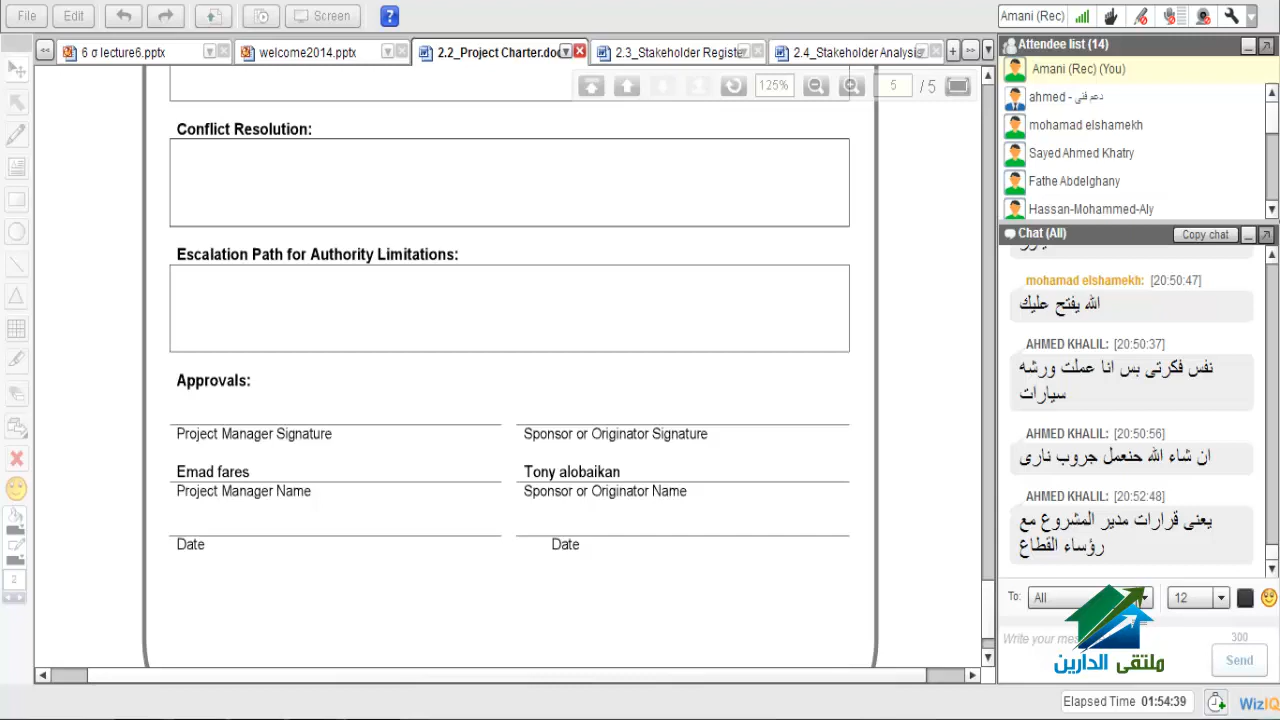 File Edit Screen ? Amani (Rec)
6 σ lecture6.pptx welcome2014.pptx 2.2_Project Charter.doc 2.3_Stakeholder Regist 2.4_Stakeholder Analysis
125% 5 / 5
Conflict Resolution:
Escalation Path for Authority Limitations:
Approvals:
Project Manager Signature Sponsor or Originator Signature
Emad fares Tony alobaikan
Project Manager Name Sponsor or Originator Name
Date Date
2
Attendee list (14)
Amani (Rec) (You)
ahmed - دعم فنى
mohamad elshamekh
Sayed Ahmed Khatry
Fathe Abdelghany
Hassan-Mohammed-Aly
Chat (All) Copy chat
mohamad elshamekh: [20:50:47]
الله يفتح عليك
AHMED KHALIL: [20:50:37]
نفس فكرتى بس انا عملت ورشه
سيارات
AHMED KHALIL: [20:50:56]
ان شاء الله حنعمل جروب نارى
AHMED KHALIL: [20:52:48]
يعنى قرارات مدير المشروع مع
رؤساء القطاع
To: All 12
Write your mes 300
Send
ملتقى الدارين
Elapsed Time 01:54:39 WizIQ